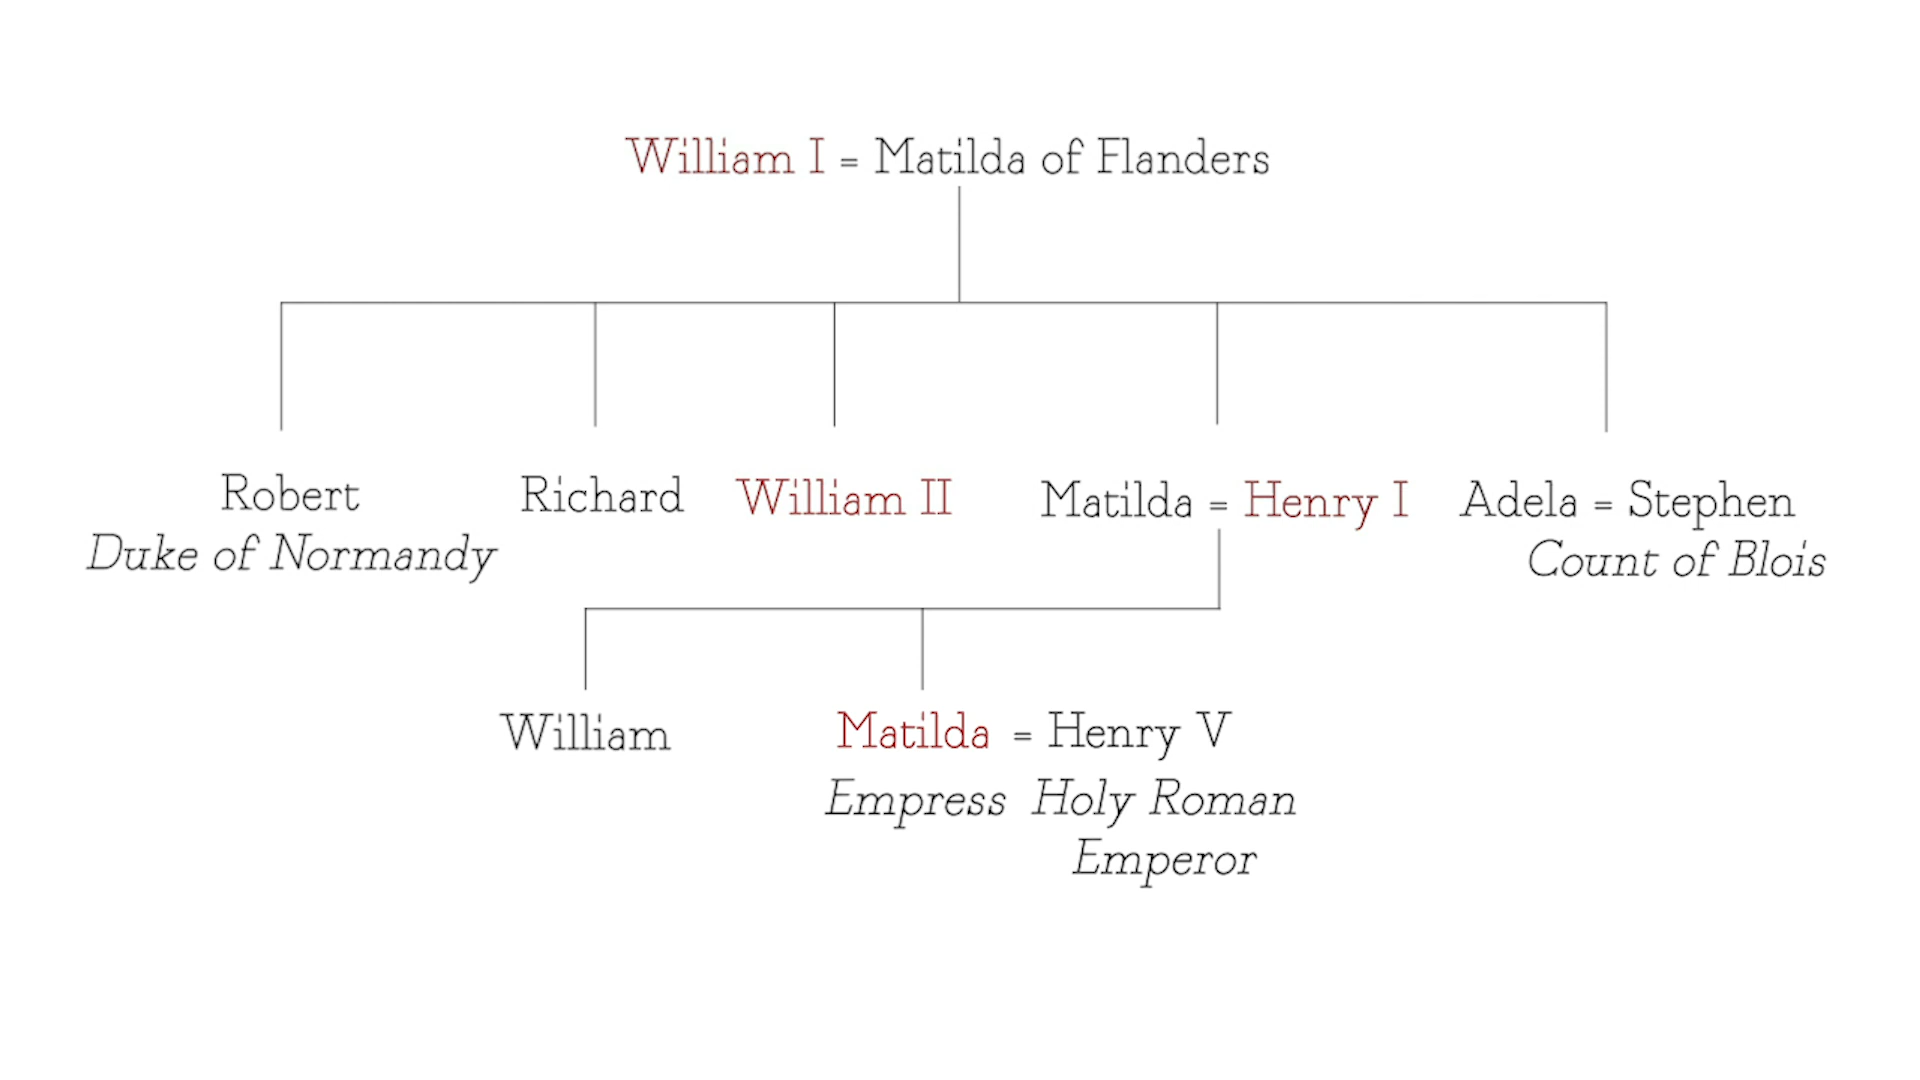 William I = Matilda of Flanders
Robert
Duke of Normandy
Richard
William II
Matilda = Henry I
Adela = Stephen
Count of Blois
William
Matilda = Henry V
Empress Holy Roman
Emperor